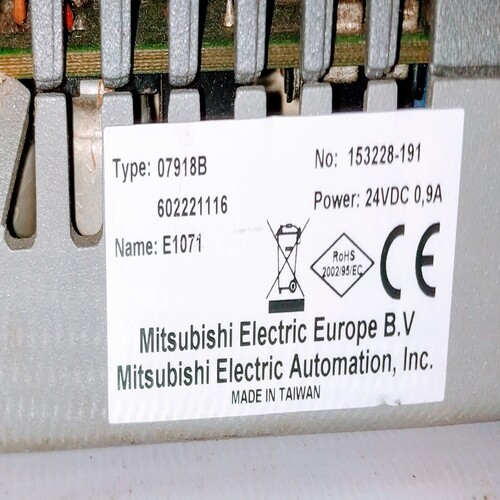 Type: 07918B No: 153228-191
602221116 Power: 24VDC 0,9A
Name: E1071
RoHS
2002/95/EC
CE
Mitsubishi Electric Europe B.V
Mitsubishi Electric Automation, Inc.
MADE IN TAIWAN